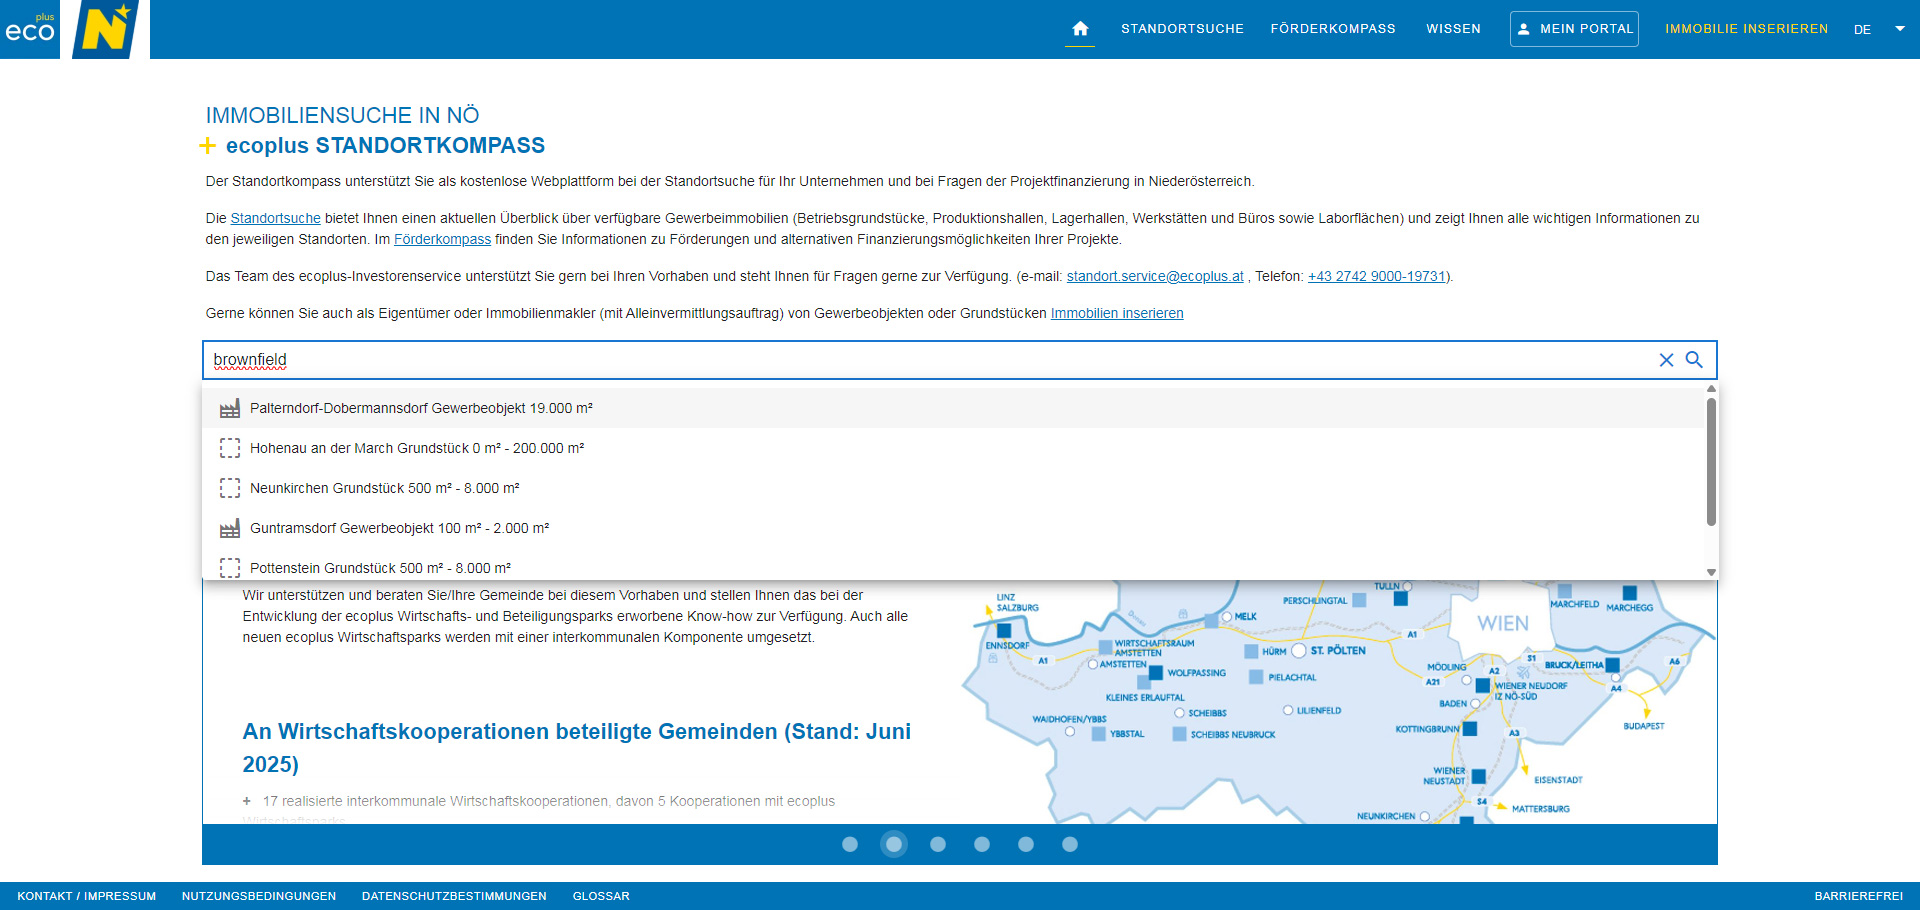 plus
eco
N
STANDORTSUCHE
FÖRDERKOMPASS
WISSEN
MEIN PORTAL
IMMOBILIE INSERIEREN
DE
IMMOBILIENSUCHE IN NÖ
+ ecoplus STANDORTKOMPASS
Der Standortkompass unterstützt Sie als kostenlose Webplattform bei der Standortsuche für Ihr Unternehmen und bei Fragen der Projektfinanzierung in Niederösterreich.
Die Standortsuche bietet Ihnen einen aktuellen Überblick über verfügbare Gewerbeimmobilien (Betriebsgrundstücke, Produktionshallen, Lagerhallen, Werkstätten und Büros sowie Laborflächen) und zeigt Ihnen alle wichtigen Informationen zu
den jeweiligen Standorten. Im Förderkompass finden Sie Informationen zu Förderungen und alternativen Finanzierungsmöglichkeiten Ihrer Projekte.
Das Team des ecoplus-Investorenservice unterstützt Sie gern bei Ihren Vorhaben und steht Ihnen für Fragen gerne zur Verfügung. (e-mail: standort.service@ecoplus.at , Telefon: +43 2742 9000-19731).
Gerne können Sie auch als Eigentümer oder Immobilienmakler (mit Alleinvermittlungsauftrag) von Gewerbeobjekten oder Grundstücken Immobilien inserieren
brownfield
Palterndorf-Dobermannsdorf Gewerbeobjekt 19.000 m²
Hohenau an der March Grundstück 0 m² - 200.000 m²
Neunkirchen Grundstück 500 m² - 8.000 m²
Guntramsdorf Gewerbeobjekt 100 m² - 2.000 m²
Pottenstein Grundstück 500 m² - 8.000 m²
Wir unterstützen und beraten Sie/Ihre Gemeinde bei diesem Vorhaben und stellen Ihnen das bei der
Entwicklung der ecoplus Wirtschafts- und Beteiligungsparks erworbene Know-how zur Verfügung. Auch alle
neuen ecoplus Wirtschaftsparks werden mit einer interkommunalen Komponente umgesetzt.
An Wirtschaftskooperationen beteiligte Gemeinden (Stand: Juni
2025)
+ 17 realisierte interkommunale Wirtschaftskooperationen, davon 5 Kooperationen mit ecoplus
Wirtschaftsparks
LINZ
SALZBURG
ENNSDORF
A1
WIRTSCHAFTSRAUM
AMSTETTEN
AMSTETTEN
WOLFPASSING
KLEINES ERLAUFTAL
WAIDHOFEN/YBBS
YBBSTAL
SCHEIBBS
SCHEIBBS NEUBRUCK
MELK
HÜRM
ST. PÖLTEN
PIELACHTAL
LILIENFELD
PERSCHLINGTAL
TULLN
A1
WIEN
MARCHFELD
MARCHEGG
MÖDLING
A21
A2
S1
BRUCK/LEITHA
A6
A4
WIENER NEUDORF
IZ NÖ-SÜD
BADEN
KOTTINGBRUNN
A3
BUDAPEST
WIENER
NEUSTADT
EISENSTADT
S4
MATTERSBURG
NEUNKIRCHEN
KONTAKT / IMPRESSUM
NUTZUNGSBEDINGUNGEN
DATENSCHUTZBESTIMMUNGEN
GLOSSAR
BARRIEREFREI